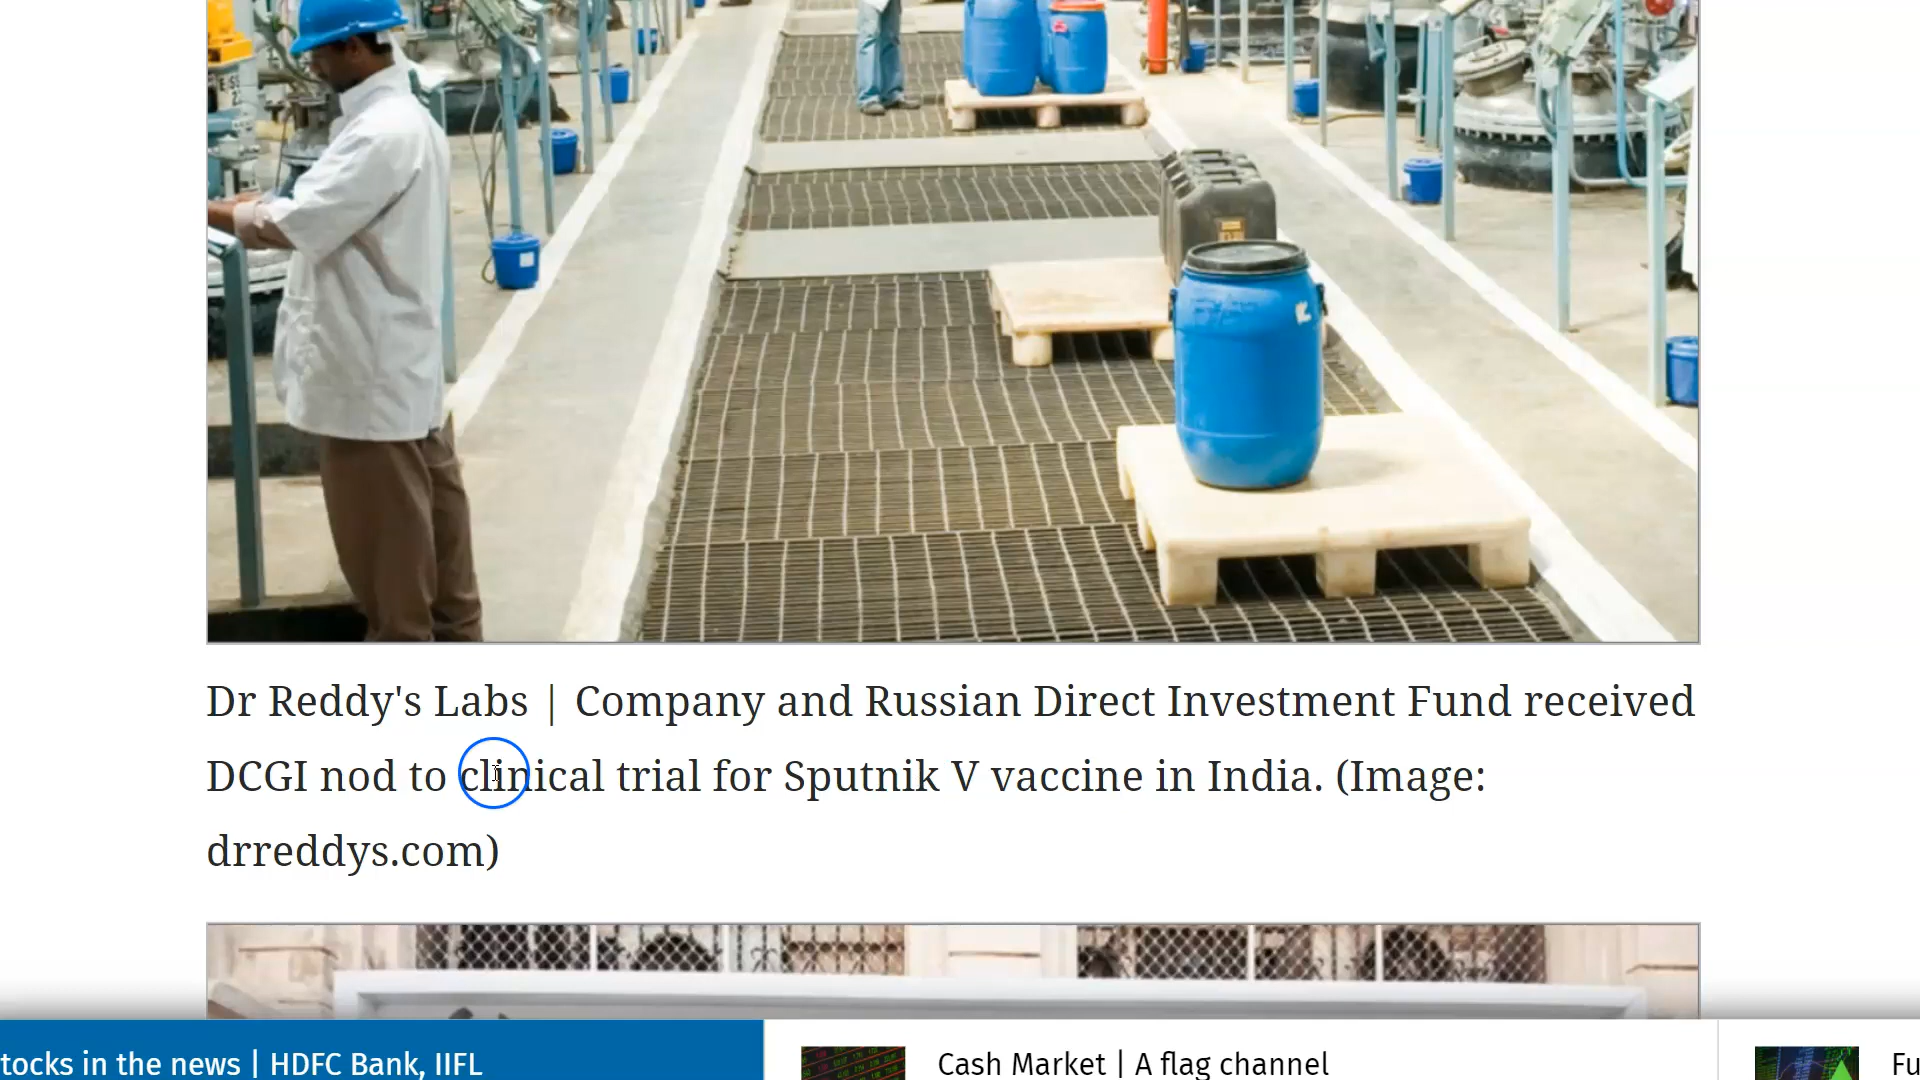 Dr Reddy's Labs | Company and Russian Direct Investment Fund received
DCGI nod to clinical trial for Sputnik V vaccine in India. (Image:
drreddys.com)
tocks in the news | HDFC Bank, IIFL
Cash Market | A flag channel
Fu